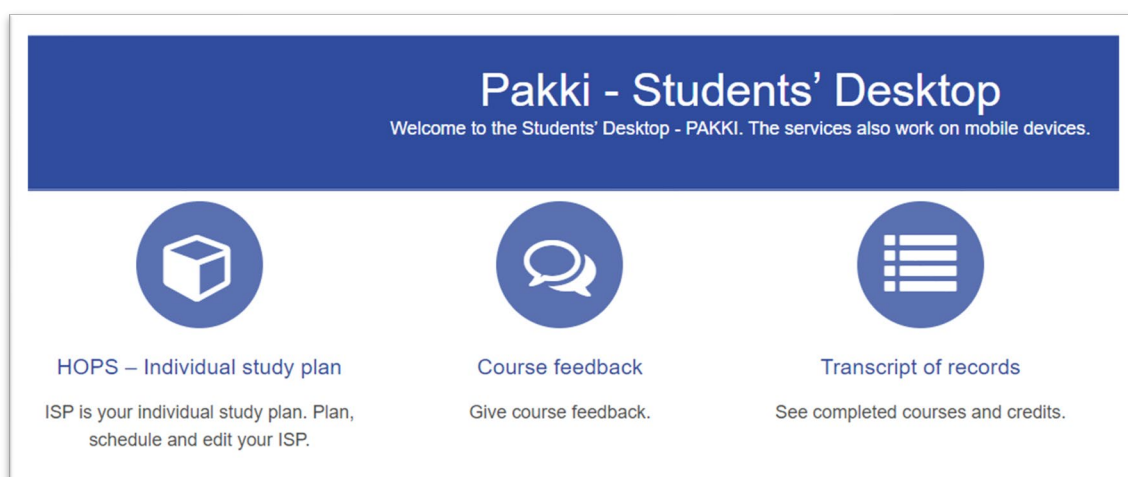 Pakki - Students’ Desktop
Welcome to the Students’ Desktop - PAKKI. The services also work on mobile devices.
HOPS – Individual study plan
ISP is your individual study plan. Plan,
schedule and edit your ISP.
Course feedback
Give course feedback.
Transcript of records
See completed courses and credits.